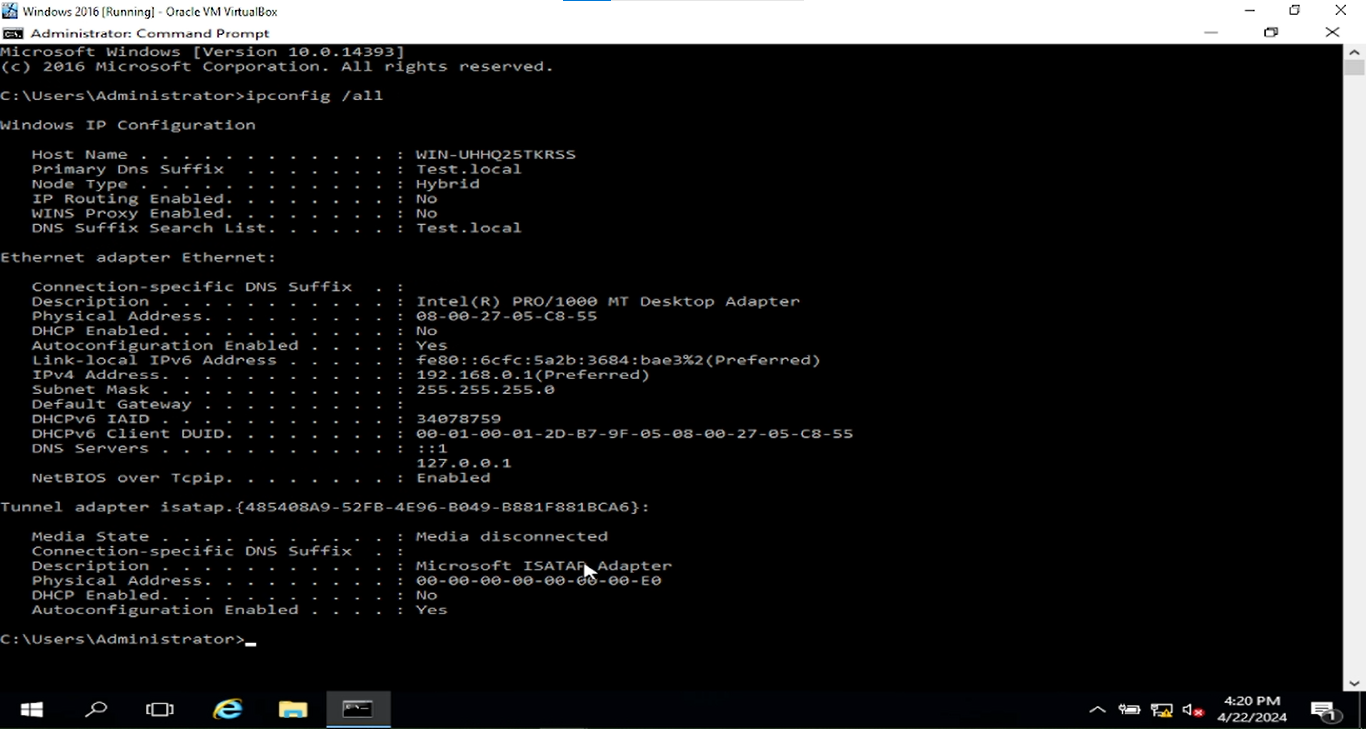 Windows 2016 [Running] - Oracle VM VirtualBox
Administrator: Command Prompt
Microsoft Windows [Version 10.0.14393]
(c) 2016 Microsoft Corporation. All rights reserved.
C:\Users\Administrator>ipconfig /all
Windows IP Configuration
Host Name . . . . . . . . . . . . : WIN-UHHQ25TKRSS
Primary Dns Suffix  . . . . . . . : Test.local
Node Type . . . . . . . . . . . . : Hybrid
IP Routing Enabled. . . . . . . . : No
WINS Proxy Enabled. . . . . . . . : No
DNS Suffix Search List. . . . . . : Test.local
Ethernet adapter Ethernet:
Connection-specific DNS Suffix  . :
Description . . . . . . . . . . . : Intel(R) PRO/1000 MT Desktop Adapter
Physical Address. . . . . . . . . : 08-00-27-05-C8-55
DHCP Enabled. . . . . . . . . . . : No
Autoconfiguration Enabled . . . . : Yes
Link-local IPv6 Address . . . . . : fe80::6cfc:5a2b:3684:bae3%2(Preferred)
IPv4 Address. . . . . . . . . . . : 192.168.0.1(Preferred)
Subnet Mask . . . . . . . . . . . : 255.255.255.0
Default Gateway . . . . . . . . . :
DHCPv6 IAID . . . . . . . . . . . : 34078759
DHCPv6 Client DUID. . . . . . . . : 00-01-00-01-2D-B7-9F-05-08-00-27-05-C8-55
DNS Servers . . . . . . . . . . . : ::1
127.0.0.1
NetBIOS over Tcpip. . . . . . . . : Enabled
Tunnel adapter isatap.{485408A9-52FB-4E96-B049-B881F881BCA6}:
Media State . . . . . . . . . . . : Media disconnected
Connection-specific DNS Suffix  . :
Description . . . . . . . . . . . : Microsoft ISATAP Adapter
Physical Address. . . . . . . . . : 00-00-00-00-00-00-00-E0
DHCP Enabled. . . . . . . . . . . : No
Autoconfiguration Enabled . . . . : Yes
C:\Users\Administrator>_
4:20 PM
4/22/2024
1